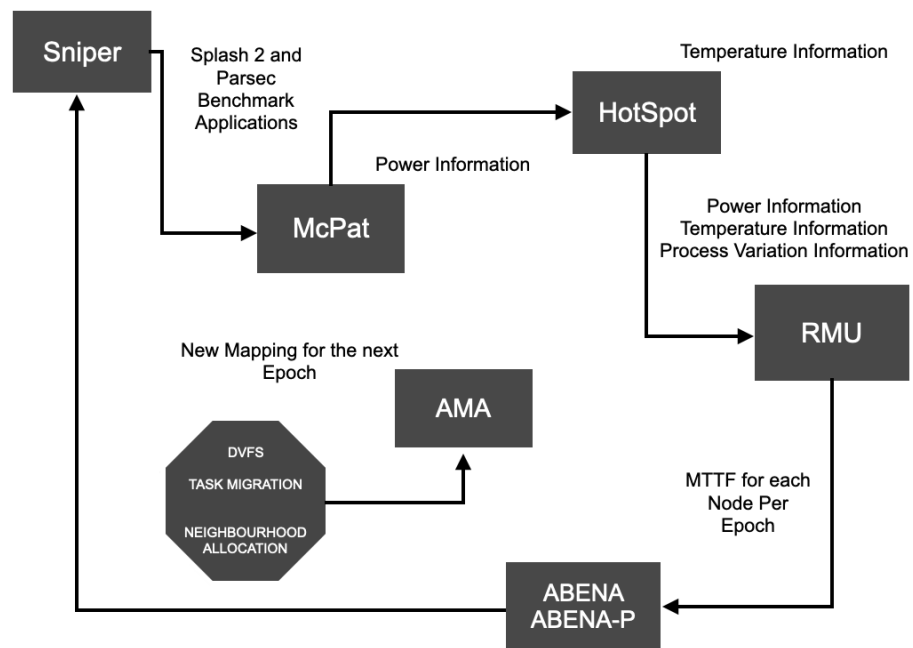 Sniper
Splash 2 and
Parsec
Benchmark
Applications
Temperature Information
HotSpot
Power Information
McPat
Power Information
Temperature Information
Process Variation Information
RMU
New Mapping for the next
Epoch
AMA
DVFS
TASK MIGRATION
NEIGHBOURHOOD
ALLOCATION
MTTF for each
Node Per
Epoch
ABENA
ABENA-P